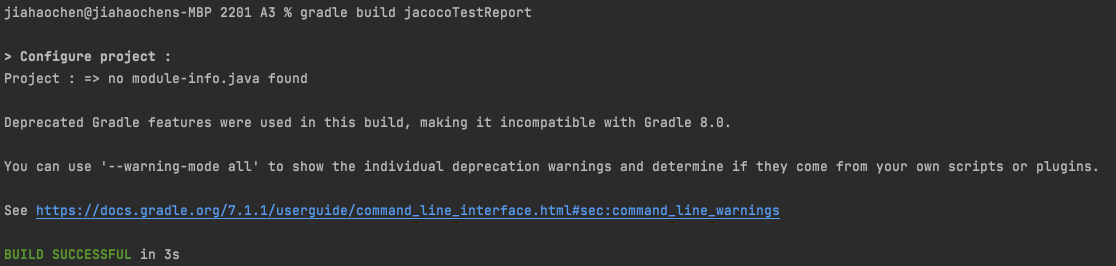 jiahaochen@jiahaochens-MBP 2201 A3 % gradle build jacocoTestReport
> Configure project :
Project : => no module-info.java found
Deprecated Gradle features were used in this build, making it incompatible with Gradle 8.0.
You can use '--warning-mode all' to show the individual deprecation warnings and determine if they come from your own scripts or plugins.
See https://docs.gradle.org/7.1.1/userguide/command_line_interface.html#sec:command_line_warnings
BUILD SUCCESSFUL in 3s